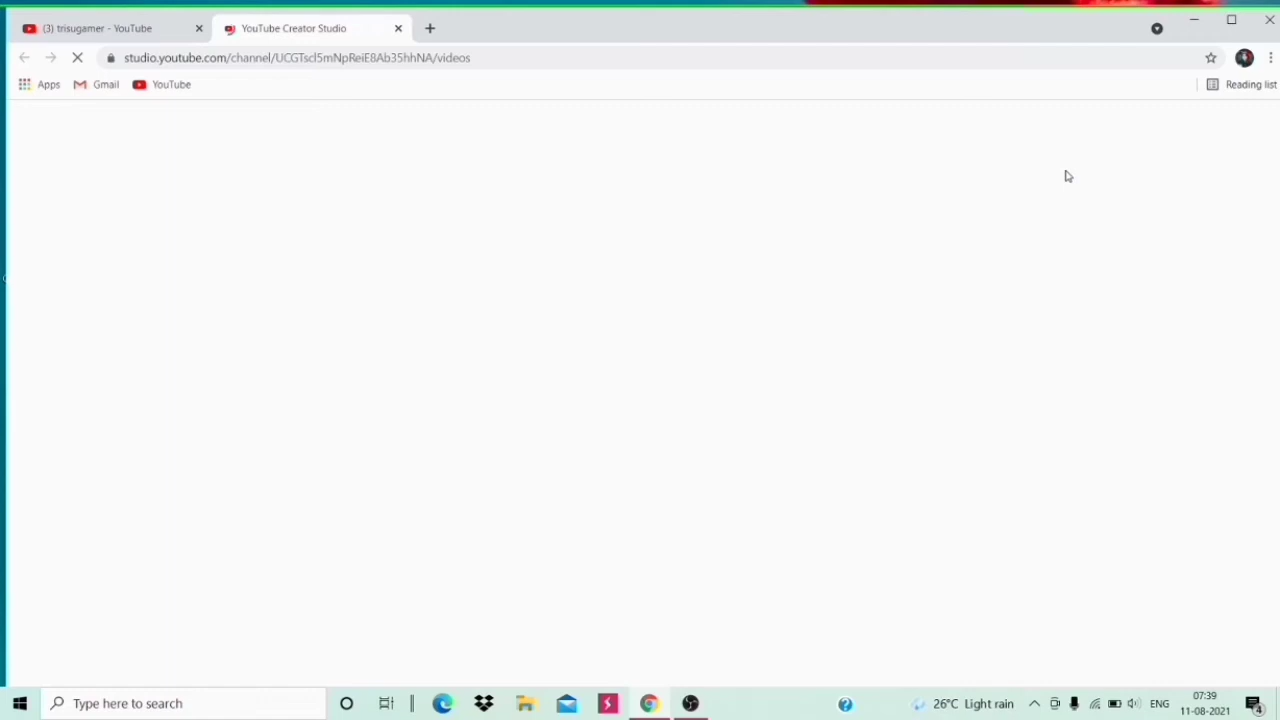 (3) trisugamer - YouTube
YouTube Creator Studio
studio.youtube.com/channel/UCGTscl5mNpReiE8Ab35hhNA/videos
Apps
Gmail
YouTube
Reading list
Type here to search
26°C Light rain
ENG
07:39
11-08-2021
4